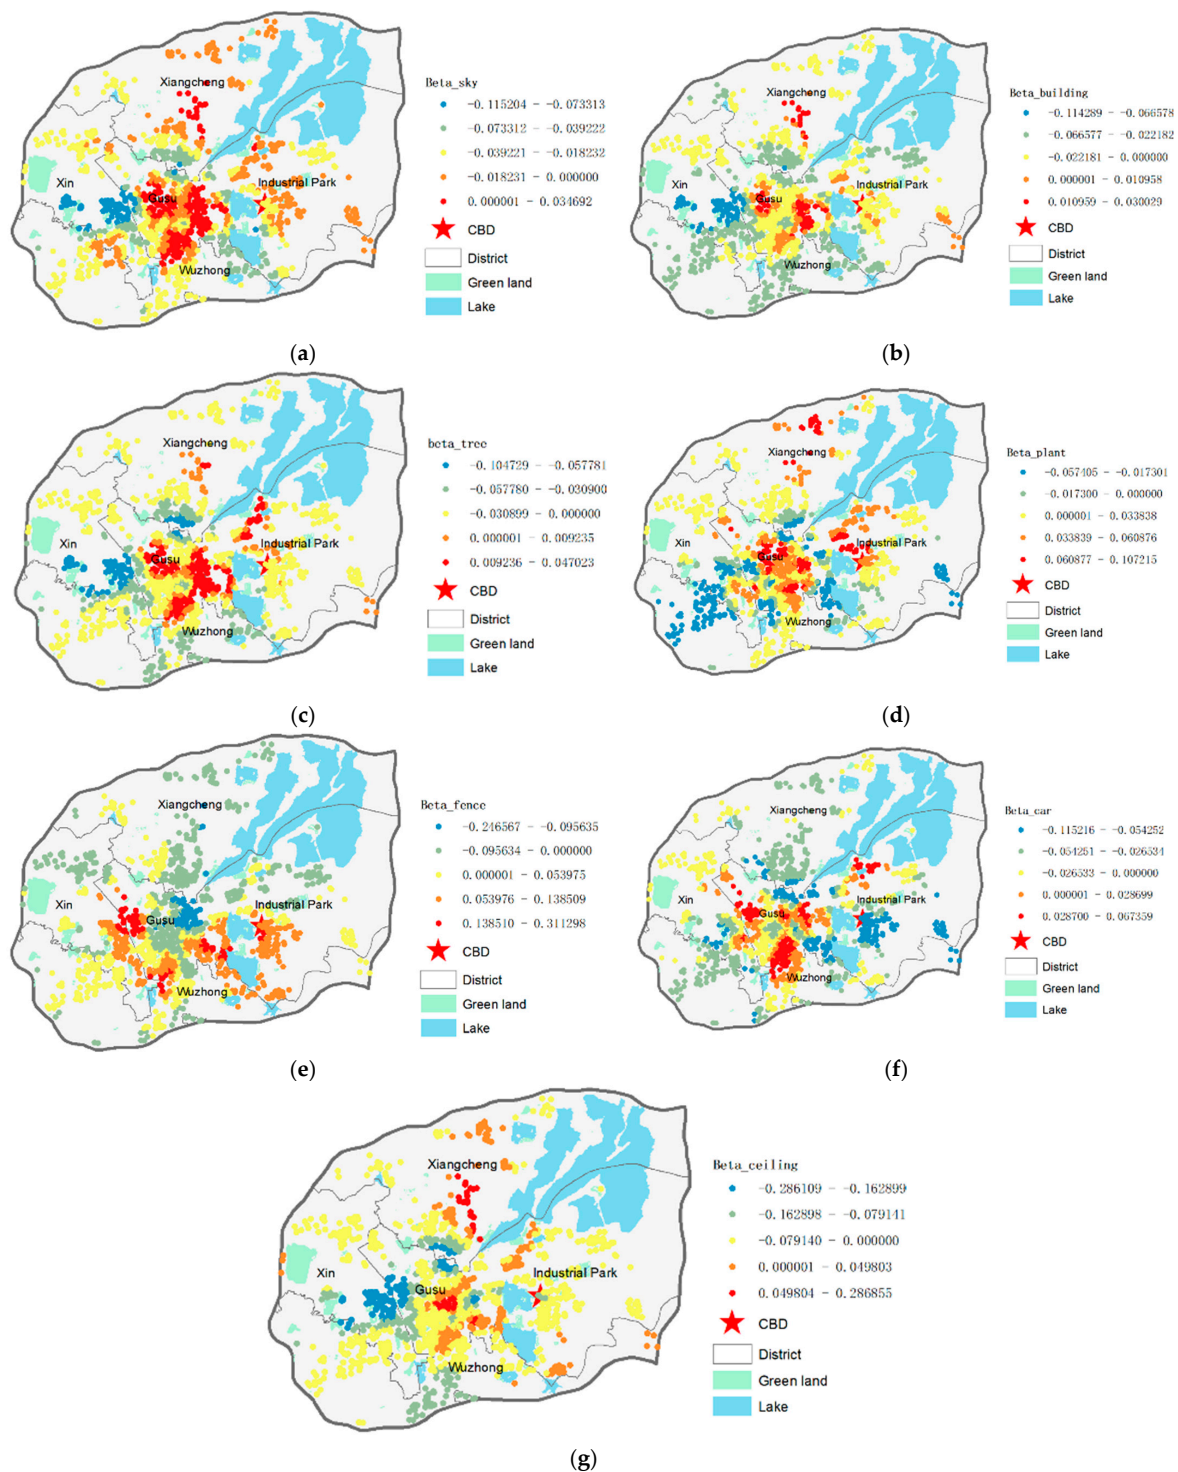 Xiangcheng
Xin
Gusu
Industrial Park
Wuzhong
Beta_sky
-0.115204 - -0.073313
-0.073312 - -0.039222
-0.039221 - -0.018232
-0.018231 - 0.000000
0.000001 - 0.034692
CBD
District
Green land
Lake
(a)
Xiangcheng
Xin
Gusu
Industrial Park
Wuzhong
Beta_building
-0.114289 - -0.066578
-0.066577 - -0.022182
-0.022181 - 0.000000
0.000001 - 0.010958
0.010959 - 0.030029
CBD
District
Green land
Lake
(b)
Xiangcheng
Xin
Gusu
Industrial Park
Wuzhong
beta_tree
-0.104729 - -0.057781
-0.057780 - -0.030900
-0.030899 - 0.000000
0.000001 - 0.009235
0.009236 - 0.047023
CBD
District
Green land
Lake
(c)
Xiangcheng
Xin
Gusu
Industrial Park
Wuzhong
Beta_plant
-0.057405 - -0.017301
-0.017300 - 0.000000
0.000001 - 0.033838
0.033839 - 0.060876
0.060877 - 0.107215
CBD
District
Green land
Lake
(d)
Xiangcheng
Xin
Gusu
Industrial Park
Wuzhong
Beta_fence
-0.246567 - -0.095635
-0.095634 - 0.000000
0.000001 - 0.053975
0.053976 - 0.138509
0.138510 - 0.311298
CBD
District
Green land
Lake
(e)
Xiangcheng
Xin
Gusu
Industrial Park
Wuzhong
Beta_car
-0.115216 - -0.054252
-0.054251 - -0.026534
-0.026533 - 0.000000
0.000001 - 0.028699
0.028700 - 0.067359
CBD
District
Green land
Lake
(f)
Xiangcheng
Xin
Gusu
Industrial Park
Wuzhong
Beta_ceiling
-0.286109 - -0.162899
-0.162898 - -0.079141
-0.079140 - 0.000000
0.000001 - 0.049803
0.049804 - 0.286855
CBD
District
Green land
Lake
(g)